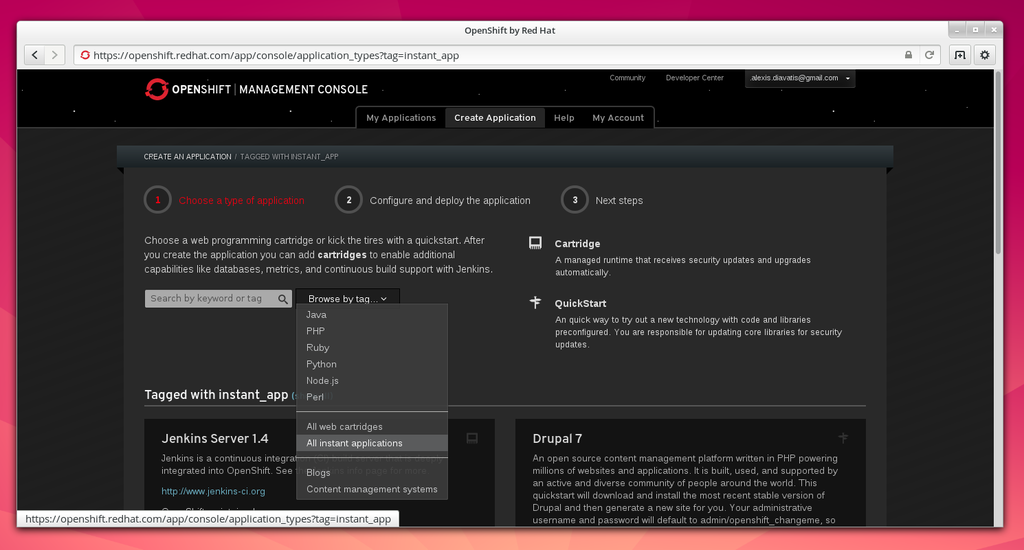 OpenShift by Red Hat
https://openshift.redhat.com/app/console/application_types?tag=instant_app
Community
Developer Center
alexis.diavatis@gmail.com
OPENSHIFT | MANAGEMENT CONSOLE
My Applications
Create Application
Help
My Account
CREATE AN APPLICATION / TAGGED WITH INSTANT_APP
1 Choose a type of application
2 Configure and deploy the application
3 Next steps
Choose a web programming cartridge or kick the tires with a quickstart. After
you create the application you can add cartridges to enable additional
capabilities like databases, metrics, and continuous build support with Jenkins.
Search by keyword or tag
Browse by tag...
Java
PHP
Ruby
Python
Node.js
Perl
All web cartridges
All instant applications
Blogs
Content management systems
Cartridge
A managed runtime that receives security updates and upgrades
automatically.
QuickStart
An quick way to try out a new technology with code and libraries
preconfigured. You are responsible for updating core libraries for security
updates.
Tagged with instant_app
Jenkins Server 1.4
Jenkins is a continuous integration
integrated into OpenShift. See
http://www.jenkins-ci.org
Drupal 7
An open source content management platform written in PHP powering
millions of websites and applications. It is built, used, and supported by
an active and diverse community of people around the world. This
quickstart will download and install the most recent stable version of
Drupal and then generate a new site for you. Your administrative
username and password will default to admin/openshift_changeme, so
https://openshift.redhat.com/app/console/application_types?tag=instant_app